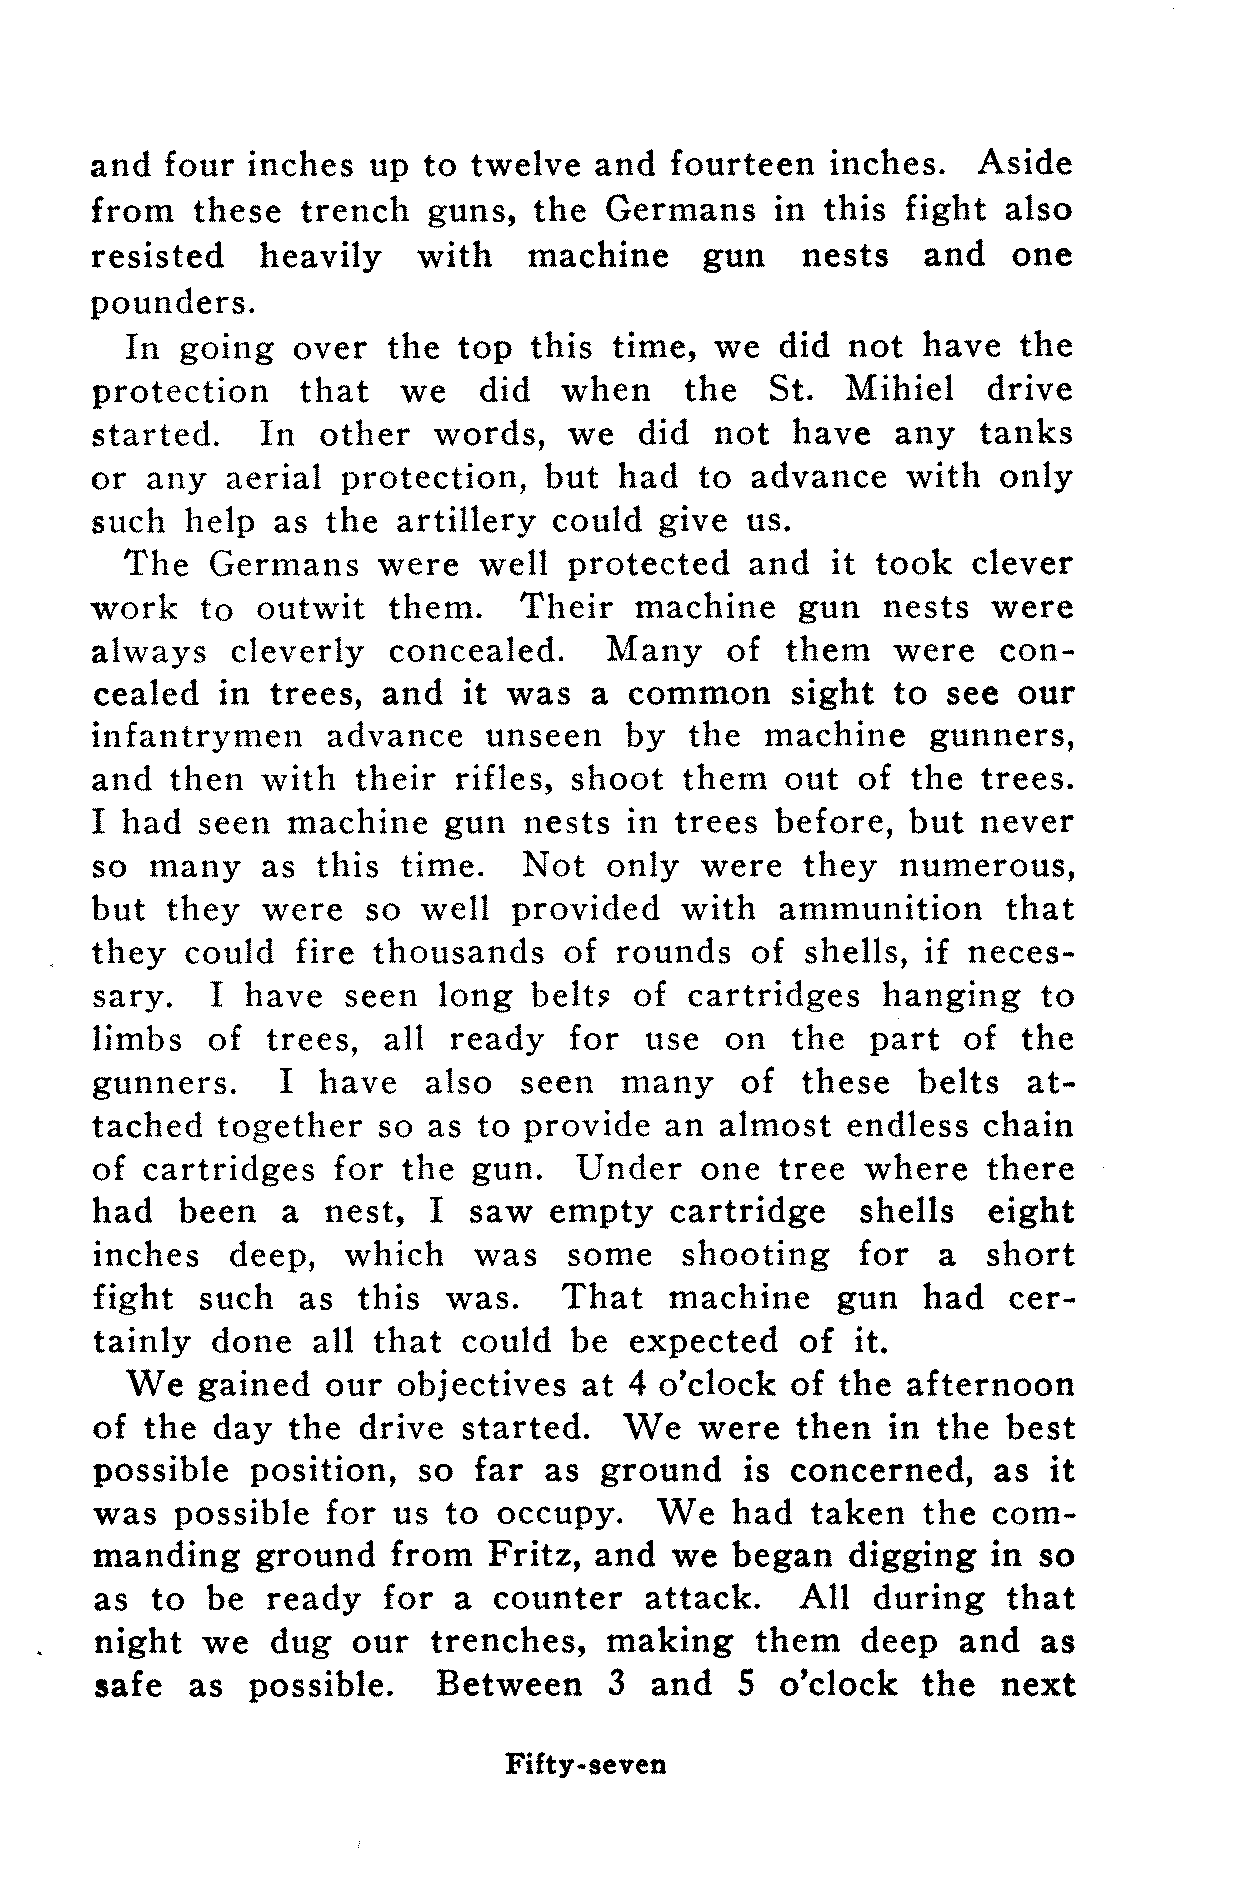 and four inches up to twelve and fourteen inches. Aside
from these trench guns, the Germans in this fight also
resisted heavily with machine gun nests and one
pounders.
In going over the top this time, we did not have the
protection that we did when the St. Mihiel drive
started. In other words, we did not have any tanks
or any aerial protection, but had to advance with only
such help as the artillery could give us.
The Germans were well protected and it took clever
work to outwit them. Their machine gun nests were
always cleverly concealed. Many of them were con-
cealed in trees, and it was a common sight to see our
infantrymen advance unseen by the machine gunners,
and then with their rifles, shoot them out of the trees.
I had seen machine gun nests in trees before, but never
so many as this time. Not only were they numerous,
but they were so well provided with ammunition that
they could fire thousands of rounds of shells, if neces-
sary. I have seen long belts of cartridges hanging to
limbs of trees, all ready for use on the part of the
gunners. I have also seen many of these belts at-
tached together so as to provide an almost endless chain
of cartridges for the gun. Under one tree where there
had been a nest, I saw empty cartridge shells eight
inches deep, which was some shooting for a short
fight such as this was. That machine gun had cer-
tainly done all that could be expected of it.
We gained our objectives at 4 o'clock of the afternoon
of the day the drive started. We were then in the best
possible position, so far as ground is concerned, as it
was possible for us to occupy. We had taken the com-
manding ground from Fritz, and we began digging in so
as to be ready for a counter attack. All during that
night we dug our trenches, making them deep and as
safe as possible. Between 3 and 5 o'clock the next
Fifty-seven